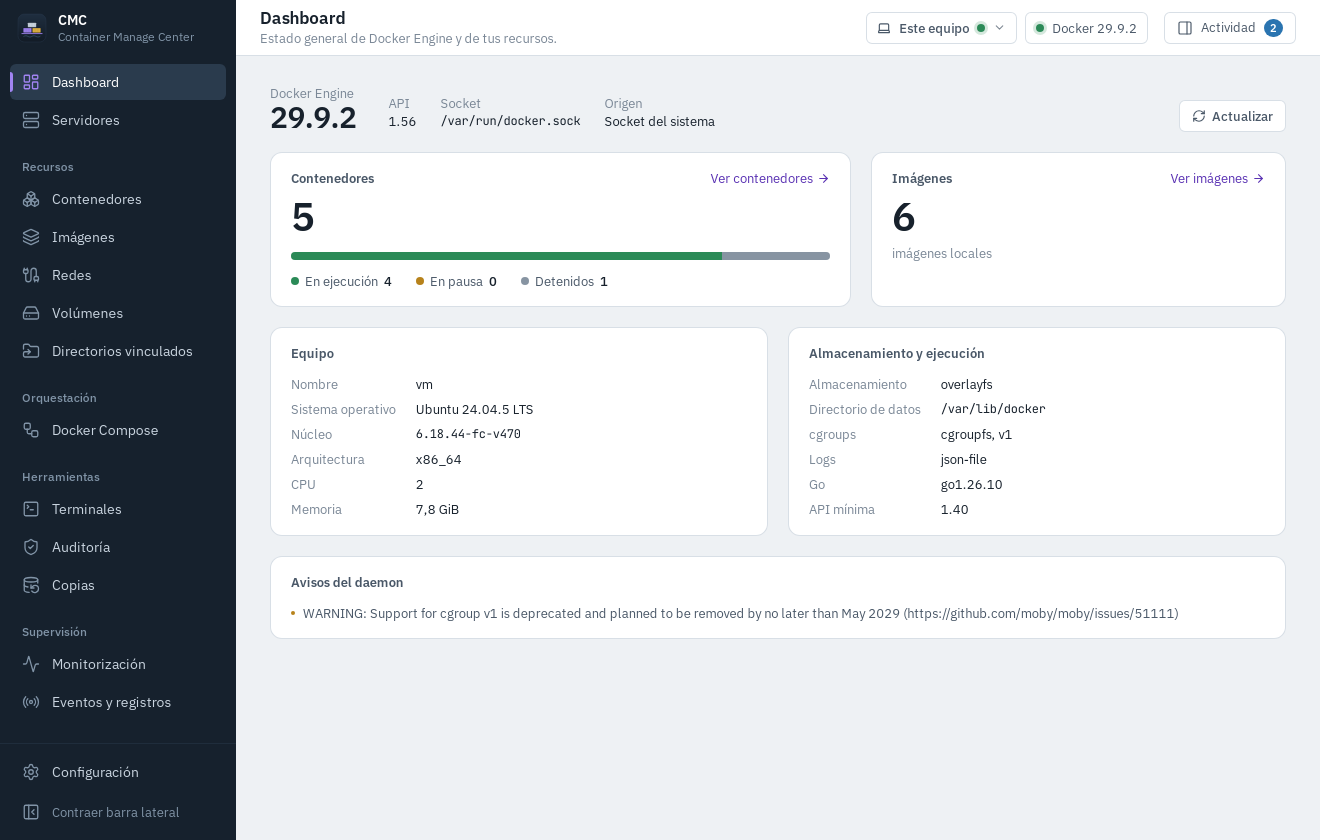 CMC
Container Manage Center
Dashboard
Servidores
Recursos
Contenedores
Imágenes
Redes
Volúmenes
Directorios vinculados
Orquestación
Docker Compose
Herramientas
Terminales
Auditoría
Copias
Supervisión
Monitorización
Eventos y registros
Configuración
Contraer barra lateral
Dashboard
Estado general de Docker Engine y de tus recursos.
Este equipo
Docker 29.9.2
Actividad 2
Docker Engine
29.9.2
API
1.56
Socket
/var/run/docker.sock
Origen
Socket del sistema
Actualizar
Contenedores
Ver contenedores →
5
En ejecución 4
En pausa 0
Detenidos 1
Imágenes
Ver imágenes →
6
imágenes locales
Equipo
Nombre vm
Sistema operativo Ubuntu 24.04.5 LTS
Núcleo 6.18.44-fc-v470
Arquitectura x86_64
CPU 2
Memoria 7,8 GiB
Almacenamiento y ejecución
Almacenamiento overlayfs
Directorio de datos /var/lib/docker
cgroups cgroupfs, v1
Logs json-file
Go go1.26.10
API mínima 1.40
Avisos del daemon
WARNING: Support for cgroup v1 is deprecated and planned to be removed by no later than May 2029 (https://github.com/moby/moby/issues/51111)